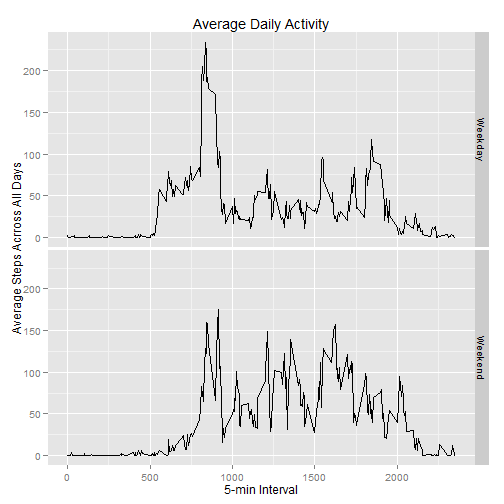 Average Daily Activity
Average Steps Acrross All Days
200
150
100
50
0
Weekday
200
150
100
50
0
Weekend
0 500 1000 1500 2000
5-min Interval